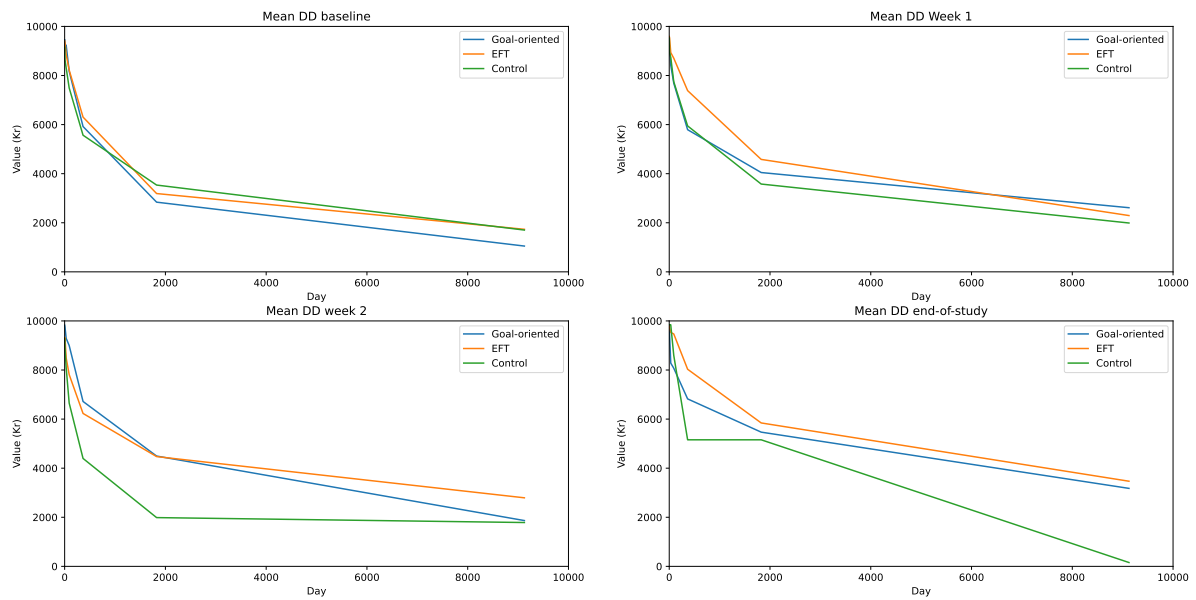 Mean DD baseline
10000
8000
6000
4000
2000
0
Value (Kr)
0 2000 4000 6000 8000 10000
Day
Goal-oriented
EFT
Control
Mean DD Week 1
10000
8000
6000
4000
2000
0
Value (Kr)
0 2000 4000 6000 8000 10000
Day
Goal-oriented
EFT
Control
Mean DD week 2
10000
8000
6000
4000
2000
0
Value (Kr)
0 2000 4000 6000 8000 10000
Day
Goal-oriented
EFT
Control
Mean DD end-of-study
10000
8000
6000
4000
2000
0
Value (Kr)
0 2000 4000 6000 8000 10000
Day
Goal-oriented
EFT
Control